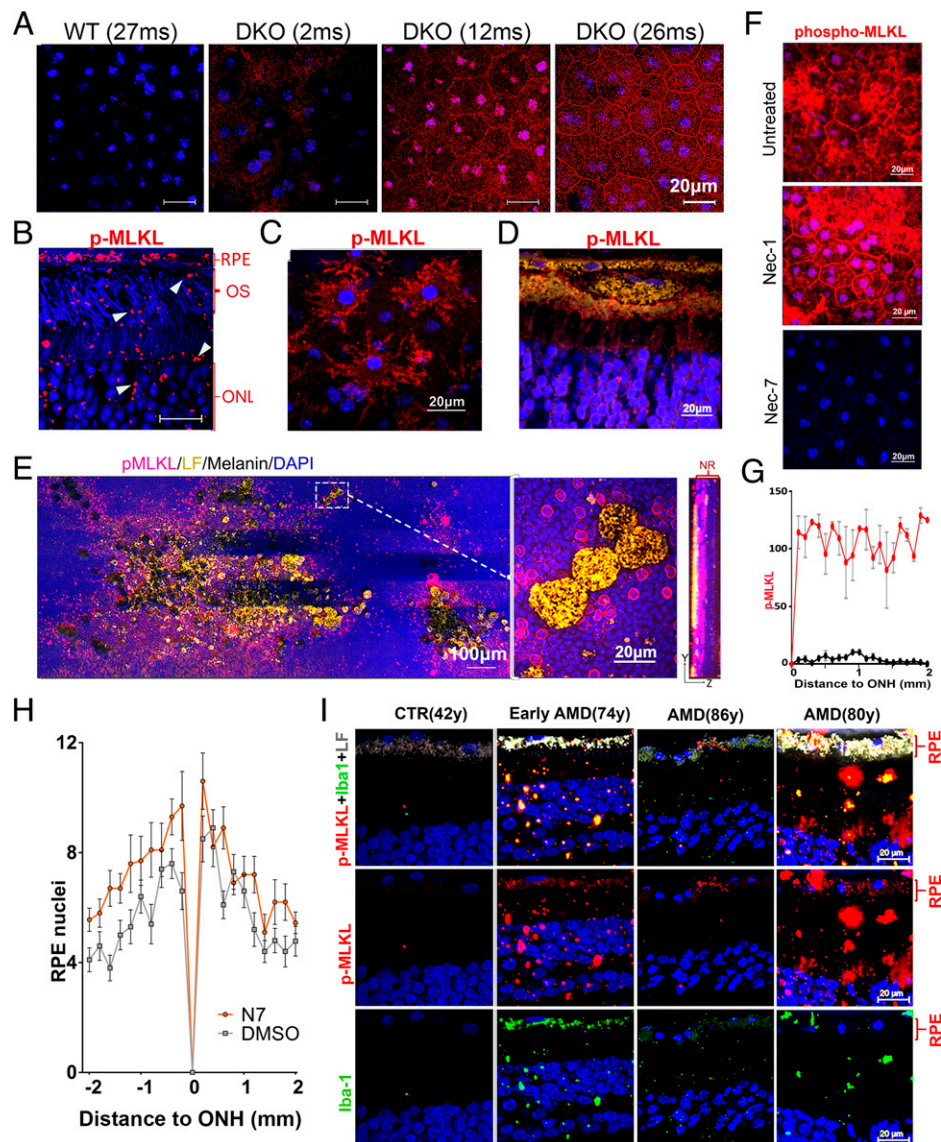 A
WT (27ms)
DKO (2ms)
DKO (12ms)
DKO (26ms)
20µm
B
p-MLKL
RPE
OS
ONL
C
p-MLKL
20µm
D
p-MLKL
20µm
E
pMLKL/LF/Melanin/DAPI
100µm
20µm
NR
Y
Z
F
phospho-MLKL
Untreated
20µm
Nec-1
20µm
Nec-7
20µm
G
150
100
50
0
p-MLKL
0
1
2
Distance to ONH (mm)
H
12
8
4
0
RPE nuclei
N7
DMSO
-2
-1
0
1
2
Distance to ONH (mm)
I
CTR(42y)
Early AMD(74y)
AMD(86y)
AMD(80y)
p-MLKL+Iba1+LF
RPE
20 µm
p-MLKL
RPE
20 µm
Iba-1
RPE
20 µm